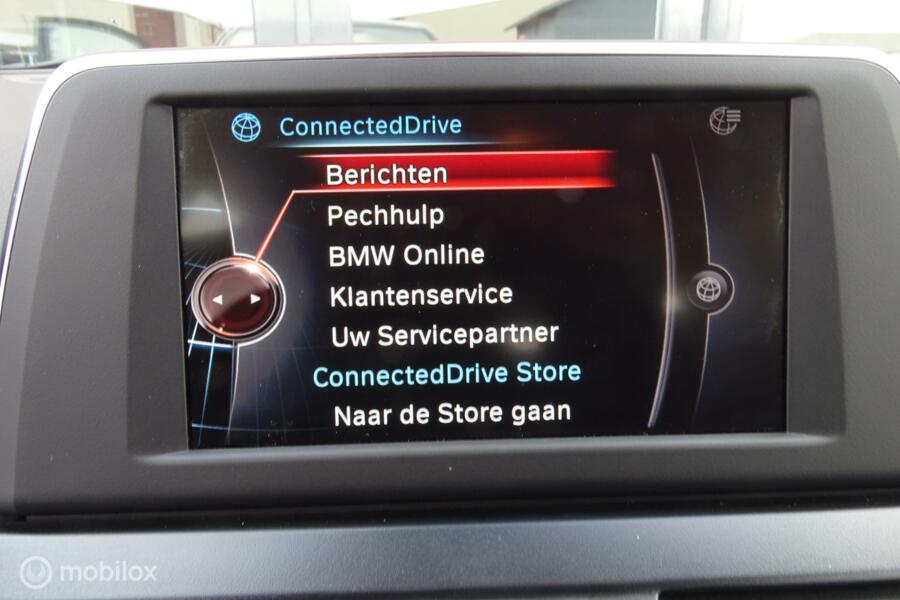 ConnectedDrive
Berichten
Pechhulp
BMW Online
Klantenservice
Uw Servicepartner
ConnectedDrive Store
Naar de Store gaan
mobilox